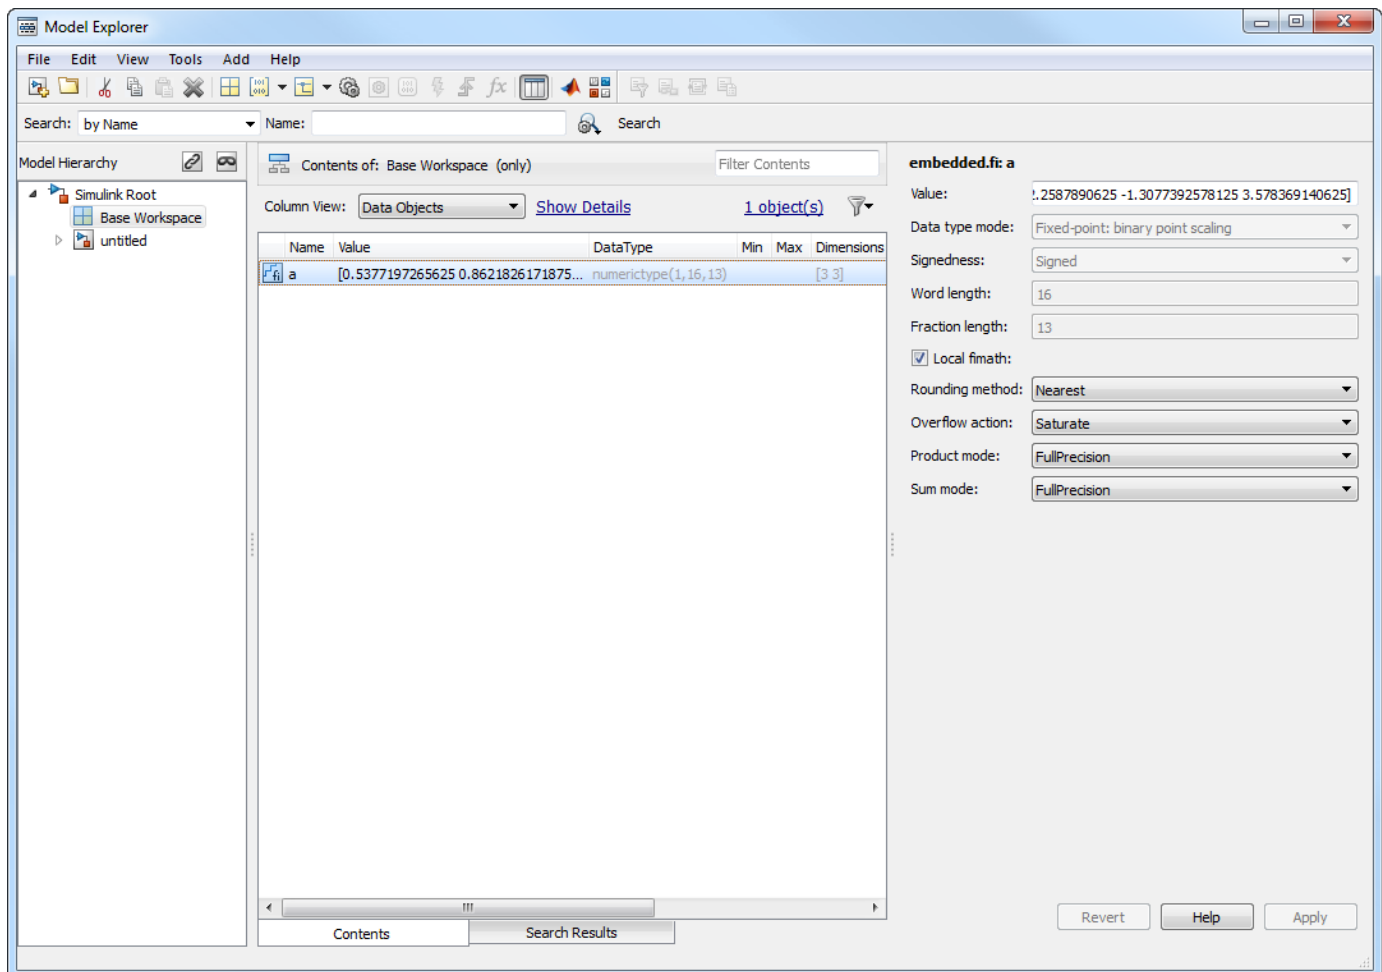 Model Explorer
File Edit View Tools Add Help
fx
Search: by Name Name: Search
Model Hierarchy
Simulink Root
Base Workspace
untitled
Contents of: Base Workspace (only) Filter Contents
Column View: Data Objects Show Details 1 object(s)
Name Value DataType Min Max Dimensions
fi a [0.5377197265625 0.8621826171875... numerictype(1,16,13) [3 3]
Contents Search Results
embedded.fi: a
Value: 2.2587890625 -1.3077392578125 3.578369140625]
Data type mode: Fixed-point: binary point scaling
Signedness: Signed
Word length: 16
Fraction length: 13
Local fimath:
Rounding method: Nearest
Overflow action: Saturate
Product mode: FullPrecision
Sum mode: FullPrecision
Revert Help Apply